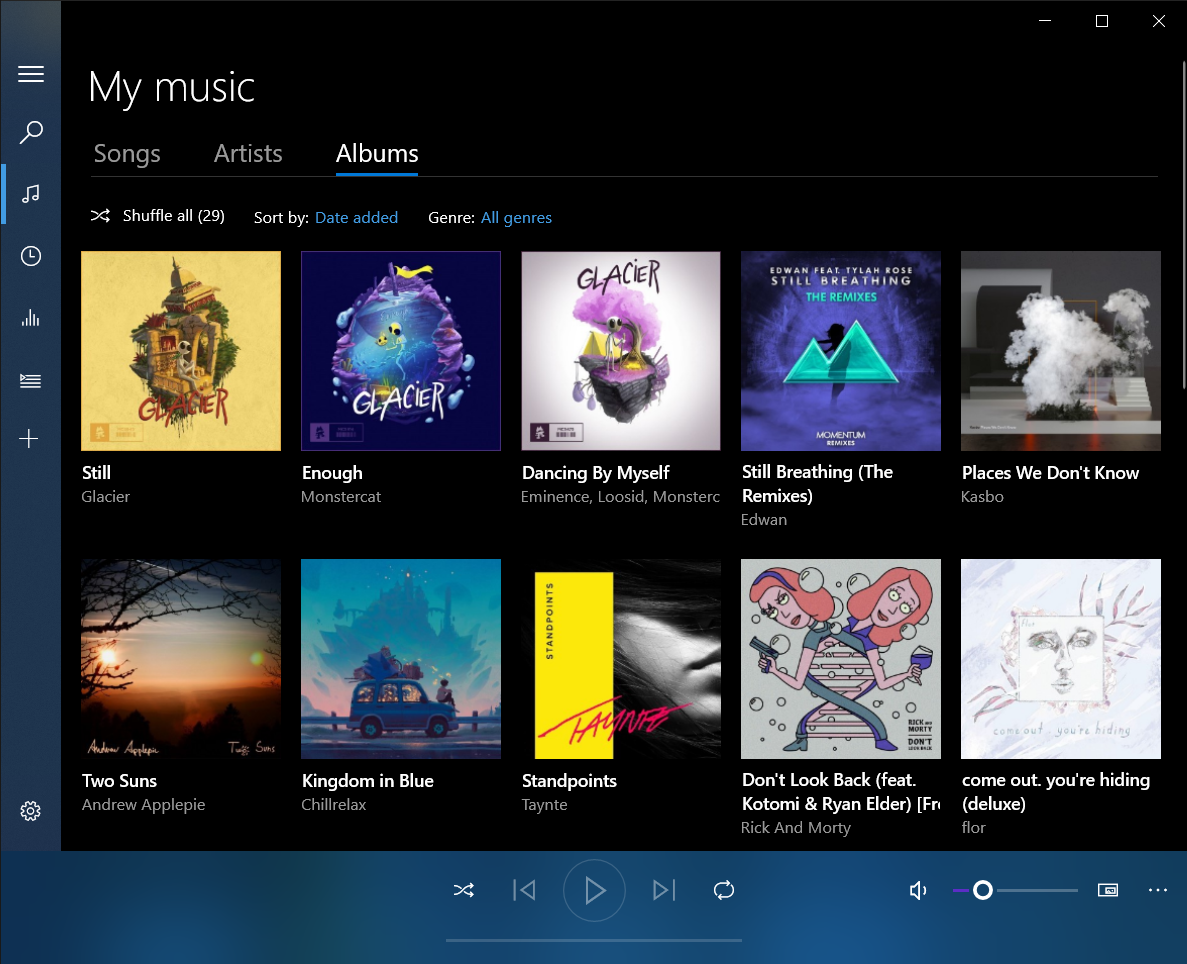 My music
Songs Artists Albums
Shuffle all (29) Sort by: Date added Genre: All genres
GLACIER
GLACIER
GLACIER
EDWAN FEAT. TYLAH ROSE
STILL BREATHING
THE REMIXES
MOMENTUM
REMIXES
Still
Glacier
Enough
Monstercat
Dancing By Myself
Eminence, Loosid, Monsterc
Still Breathing (The
Remixes)
Edwan
Places We Don't Know
Kasbo
Andrew Applepie Two Suns
STANDPOINTS
TAYNTE
RICK AND
MORTY
DON'T
LOOK BACK
flor
come out. you're hiding
Two Suns
Andrew Applepie
Kingdom in Blue
Chillrelax
Standpoints
Taynte
Don't Look Back (feat.
Kotomi & Ryan Elder) [Fr
Rick And Morty
come out. you're hiding
(deluxe)
flor